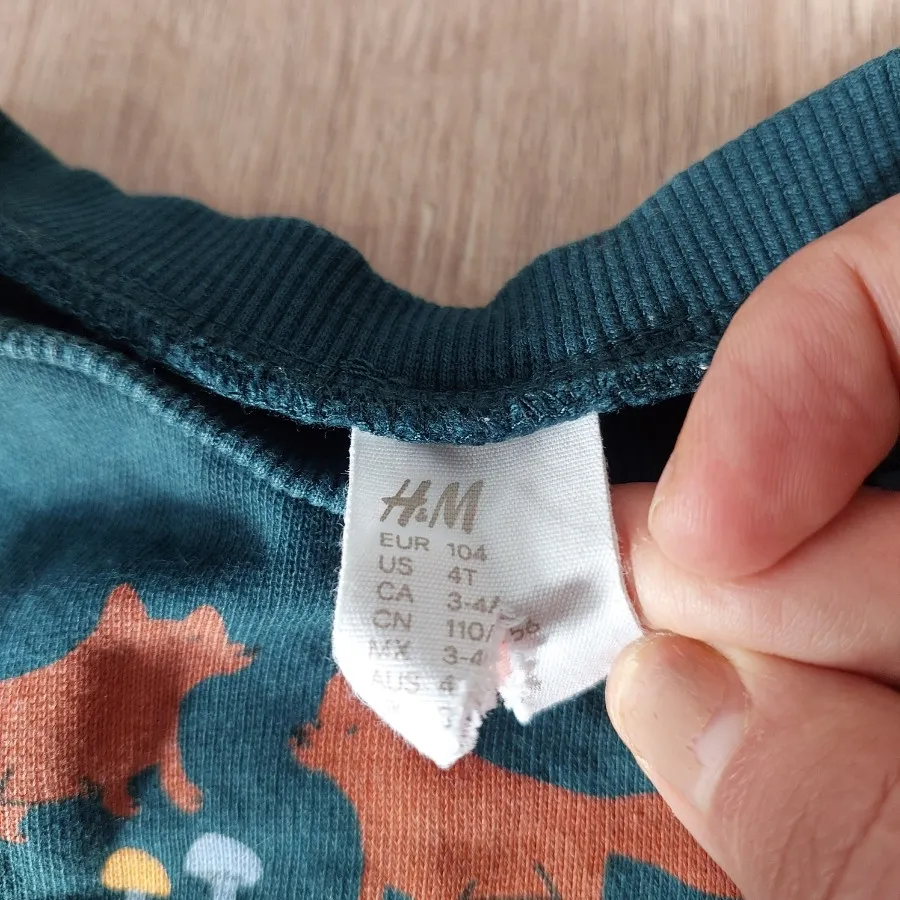 H&M
EUR 104
US 4T
CA 3-4/
CN 110/56
MX 3-4
AUS 4